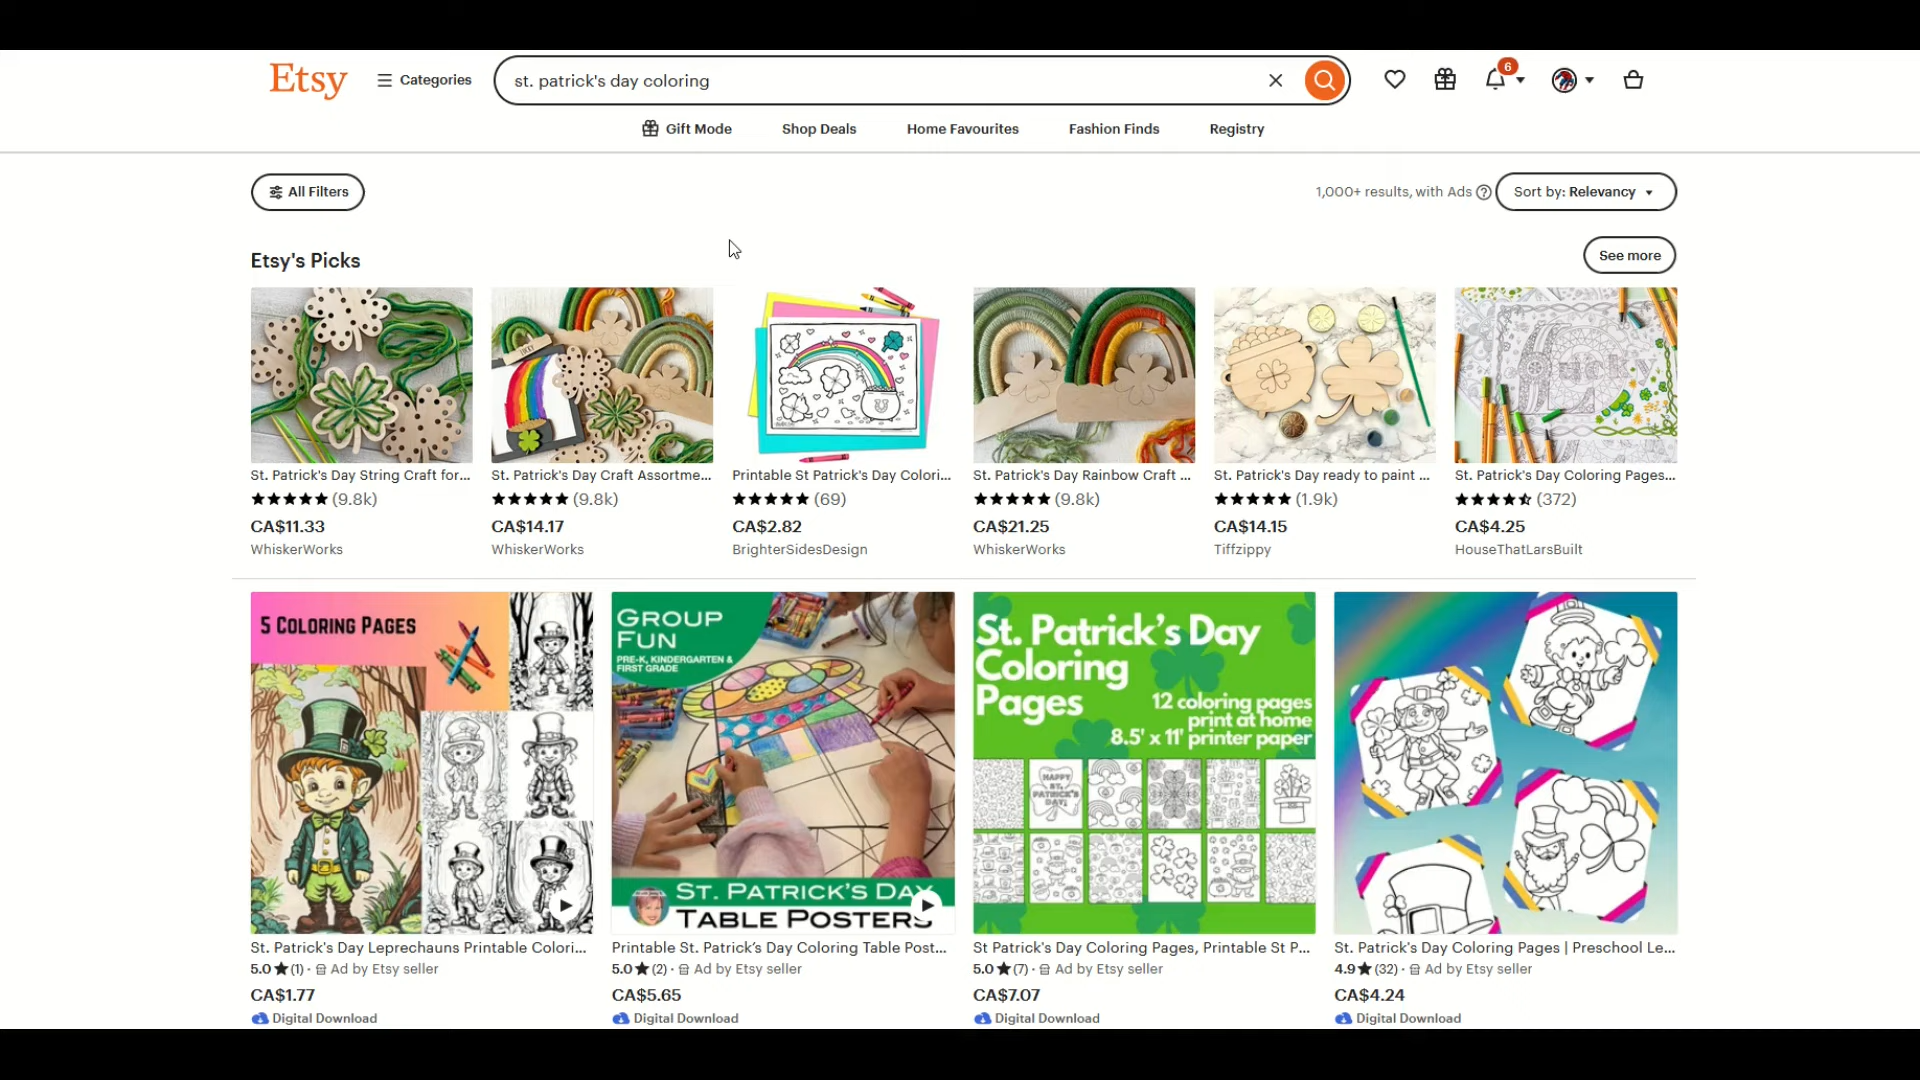 Etsy
Categories
st. patrick's day coloring
6
Gift Mode
Shop Deals
Home Favourites
Fashion Finds
Registry
All Filters
1,000+ results, with Ads
Sort by: Relevancy
Etsy's Picks
See more
St. Patrick's Day String Craft for...
(9.8k)
CA$11.33
WhiskerWorks
St. Patrick's Day Craft Assortme...
(9.8k)
CA$14.17
WhiskerWorks
Printable St Patrick's Day Colori...
(69)
CA$2.82
BrighterSidesDesign
St. Patrick's Day Rainbow Craft ...
(9.8k)
CA$21.25
WhiskerWorks
St. Patrick's Day ready to paint ...
(1.9k)
CA$14.15
Tiffzippy
Lucky
St. Patrick's Day Coloring Pages...
(372)
CA$4.25
HouseThatLarsBuilt
5 COLORING PAGES
St. Patrick's Day Leprechauns Printable Colori...
5.0 (1) · Ad by Etsy seller
CA$1.77
Digital Download
GROUP
FUN
PRE-K, KINDERGARTEN &
FIRST GRADE
ST. PATRICK'S DAY
TABLE POSTERS
Printable St. Patrick's Day Coloring Table Post...
5.0 (2) · Ad by Etsy seller
CA$5.65
Digital Download
St. Patrick's Day
Coloring
Pages
12 coloring pages
print at home
8.5' x 11' printer paper
HAPPY
ST.
PATRICK'S
DAY!
St Patrick's Day Coloring Pages, Printable St P...
5.0 (7) · Ad by Etsy seller
CA$7.07
Digital Download
St. Patrick's Day Coloring Pages | Preschool Le...
4.9 (32) · Ad by Etsy seller
CA$4.24
Digital Download